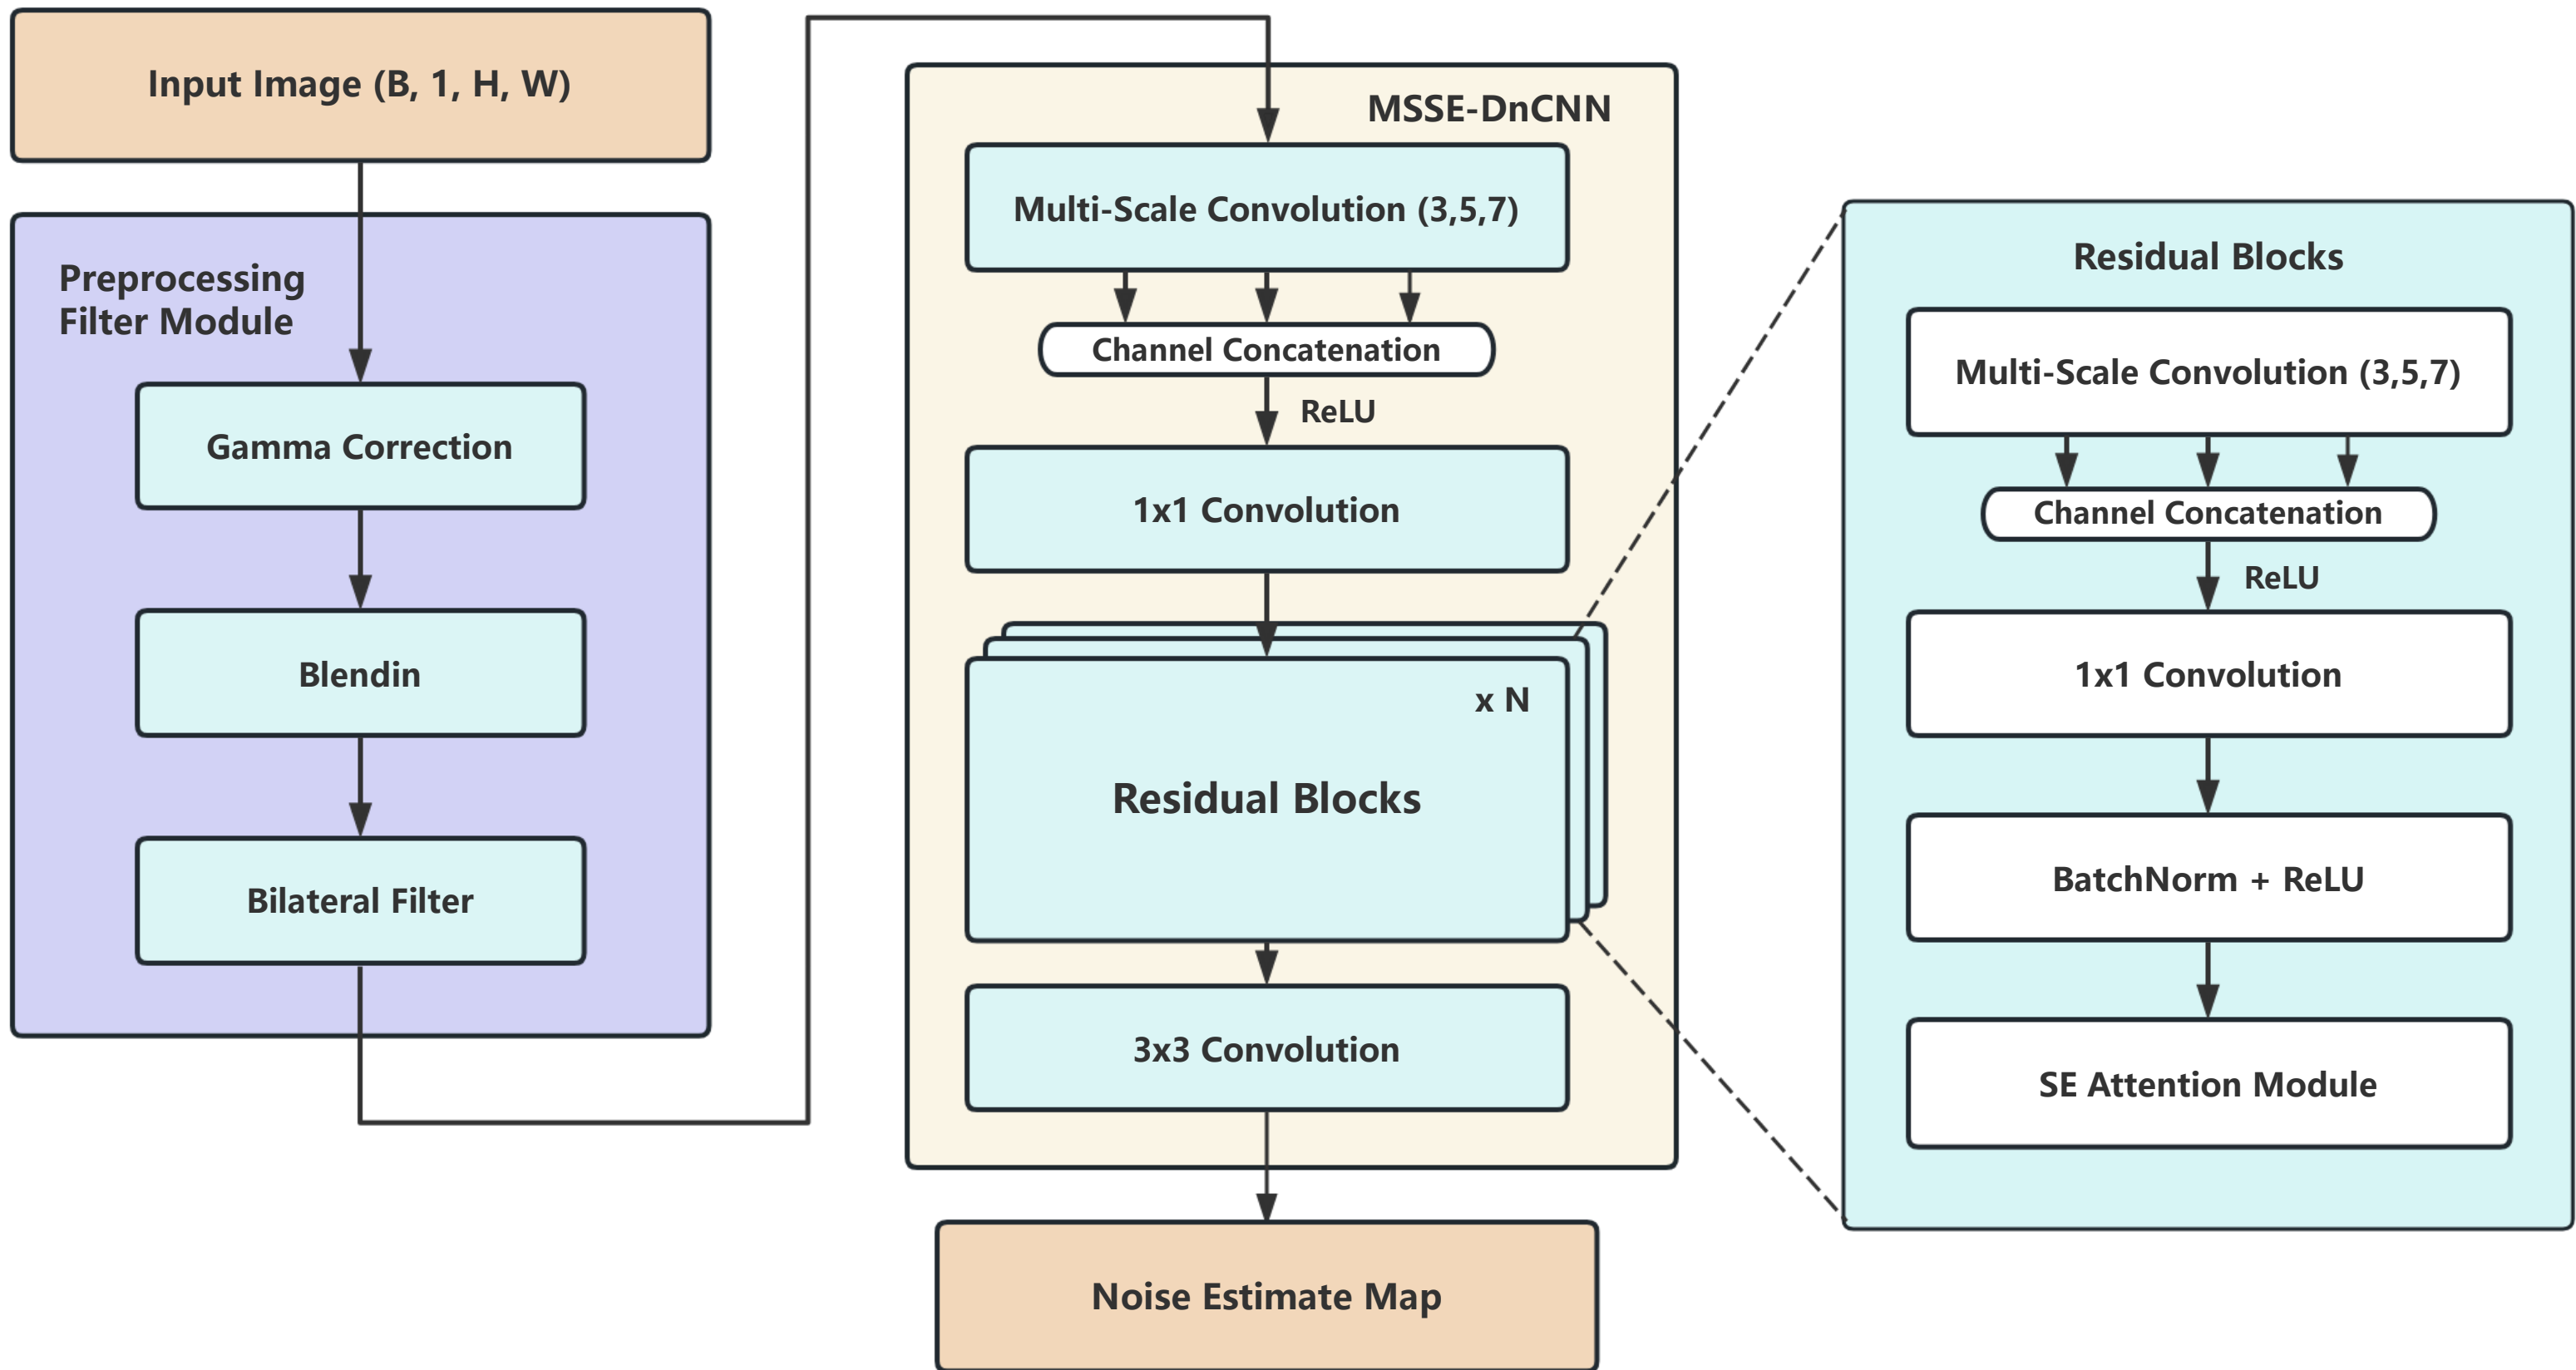 Input Image (B, 1, H, W)
Preprocessing
Filter Module
Gamma Correction
Blendin
Bilateral Filter
MSSE-DnCNN
Multi-Scale Convolution (3,5,7)
Channel Concatenation
ReLU
1x1 Convolution
x N
Residual Blocks
3x3 Convolution
Noise Estimate Map
Residual Blocks
Multi-Scale Convolution (3,5,7)
Channel Concatenation
ReLU
1x1 Convolution
BatchNorm + ReLU
SE Attention Module